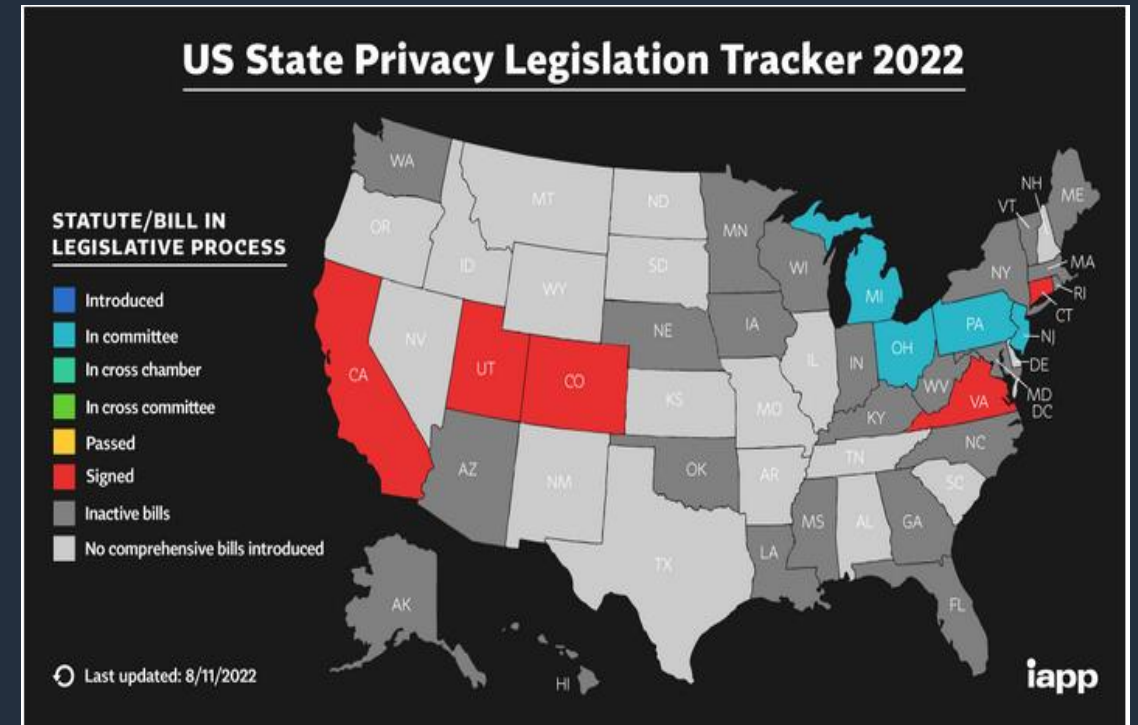 US State Privacy Legislation Tracker 2022
STATUTE/BILL IN
LEGISLATIVE PROCESS
Introduced
In committee
In cross chamber
In cross committee
Passed
Signed
Inactive bills
No comprehensive bills introduced
WA
MT
ND
MN
OR
ID
SD
WI
WY
MI
NY
VT
NH
ME
MA
RI
CT
NJ
DE
MD
DC
PA
NE
IA
NV
UT
CO
CA
IL
IN
OH
WV
VA
KS
MO
KY
NC
TN
AZ
NM
OK
AR
SC
MS
AL
GA
TX
LA
FL
AK
HI
Last updated: 8/11/2022
iapp